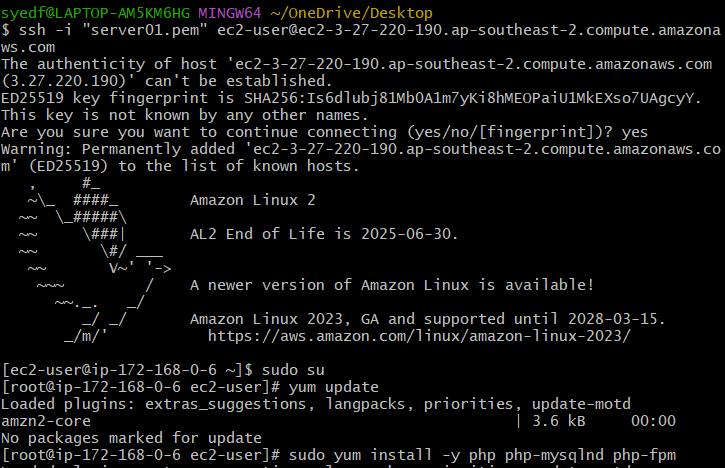 syedf@LAPTOP-AM5KM6HG MINGW64 ~/OneDrive/Desktop
$ ssh -i "server01.pem" ec2-user@ec2-3-27-220-190.ap-southeast-2.compute.amazona
ws.com
The authenticity of host 'ec2-3-27-220-190.ap-southeast-2.compute.amazonaws.com
(3.27.220.190)' can't be established.
ED25519 key fingerprint is SHA256:Is6dlubj81Mb0A1m7yKi8hMEOPaiU1MkEXso7UAgcyY.
This key is not known by any other names.
Are you sure you want to continue connecting (yes/no/[fingerprint])? yes
Warning: Permanently added 'ec2-3-27-220-190.ap-southeast-2.compute.amazonaws.co
m' (ED25519) to the list of known hosts.
   ,     #_
   ~\_  ####_        Amazon Linux 2
  ~~  \_#####\
  ~~     \###|       AL2 End of Life is 2025-06-30.
  ~~       \#/ ___
   ~~       V~' '->
    ~~~         /    A newer version of Amazon Linux is available!
      ~~._.   _/
         _/ _/       Amazon Linux 2023, GA and supported until 2028-03-15.
       _/m/'           https://aws.amazon.com/linux/amazon-linux-2023/
[ec2-user@ip-172-168-0-6 ~]$ sudo su
[root@ip-172-168-0-6 ec2-user]# yum update
Loaded plugins: extras_suggestions, langpacks, priorities, update-motd
amzn2-core                                               | 3.6 kB     00:00
No packages marked for update
[root@ip-172-168-0-6 ec2-user]# sudo yum install -y php php-mysqlnd php-fpm